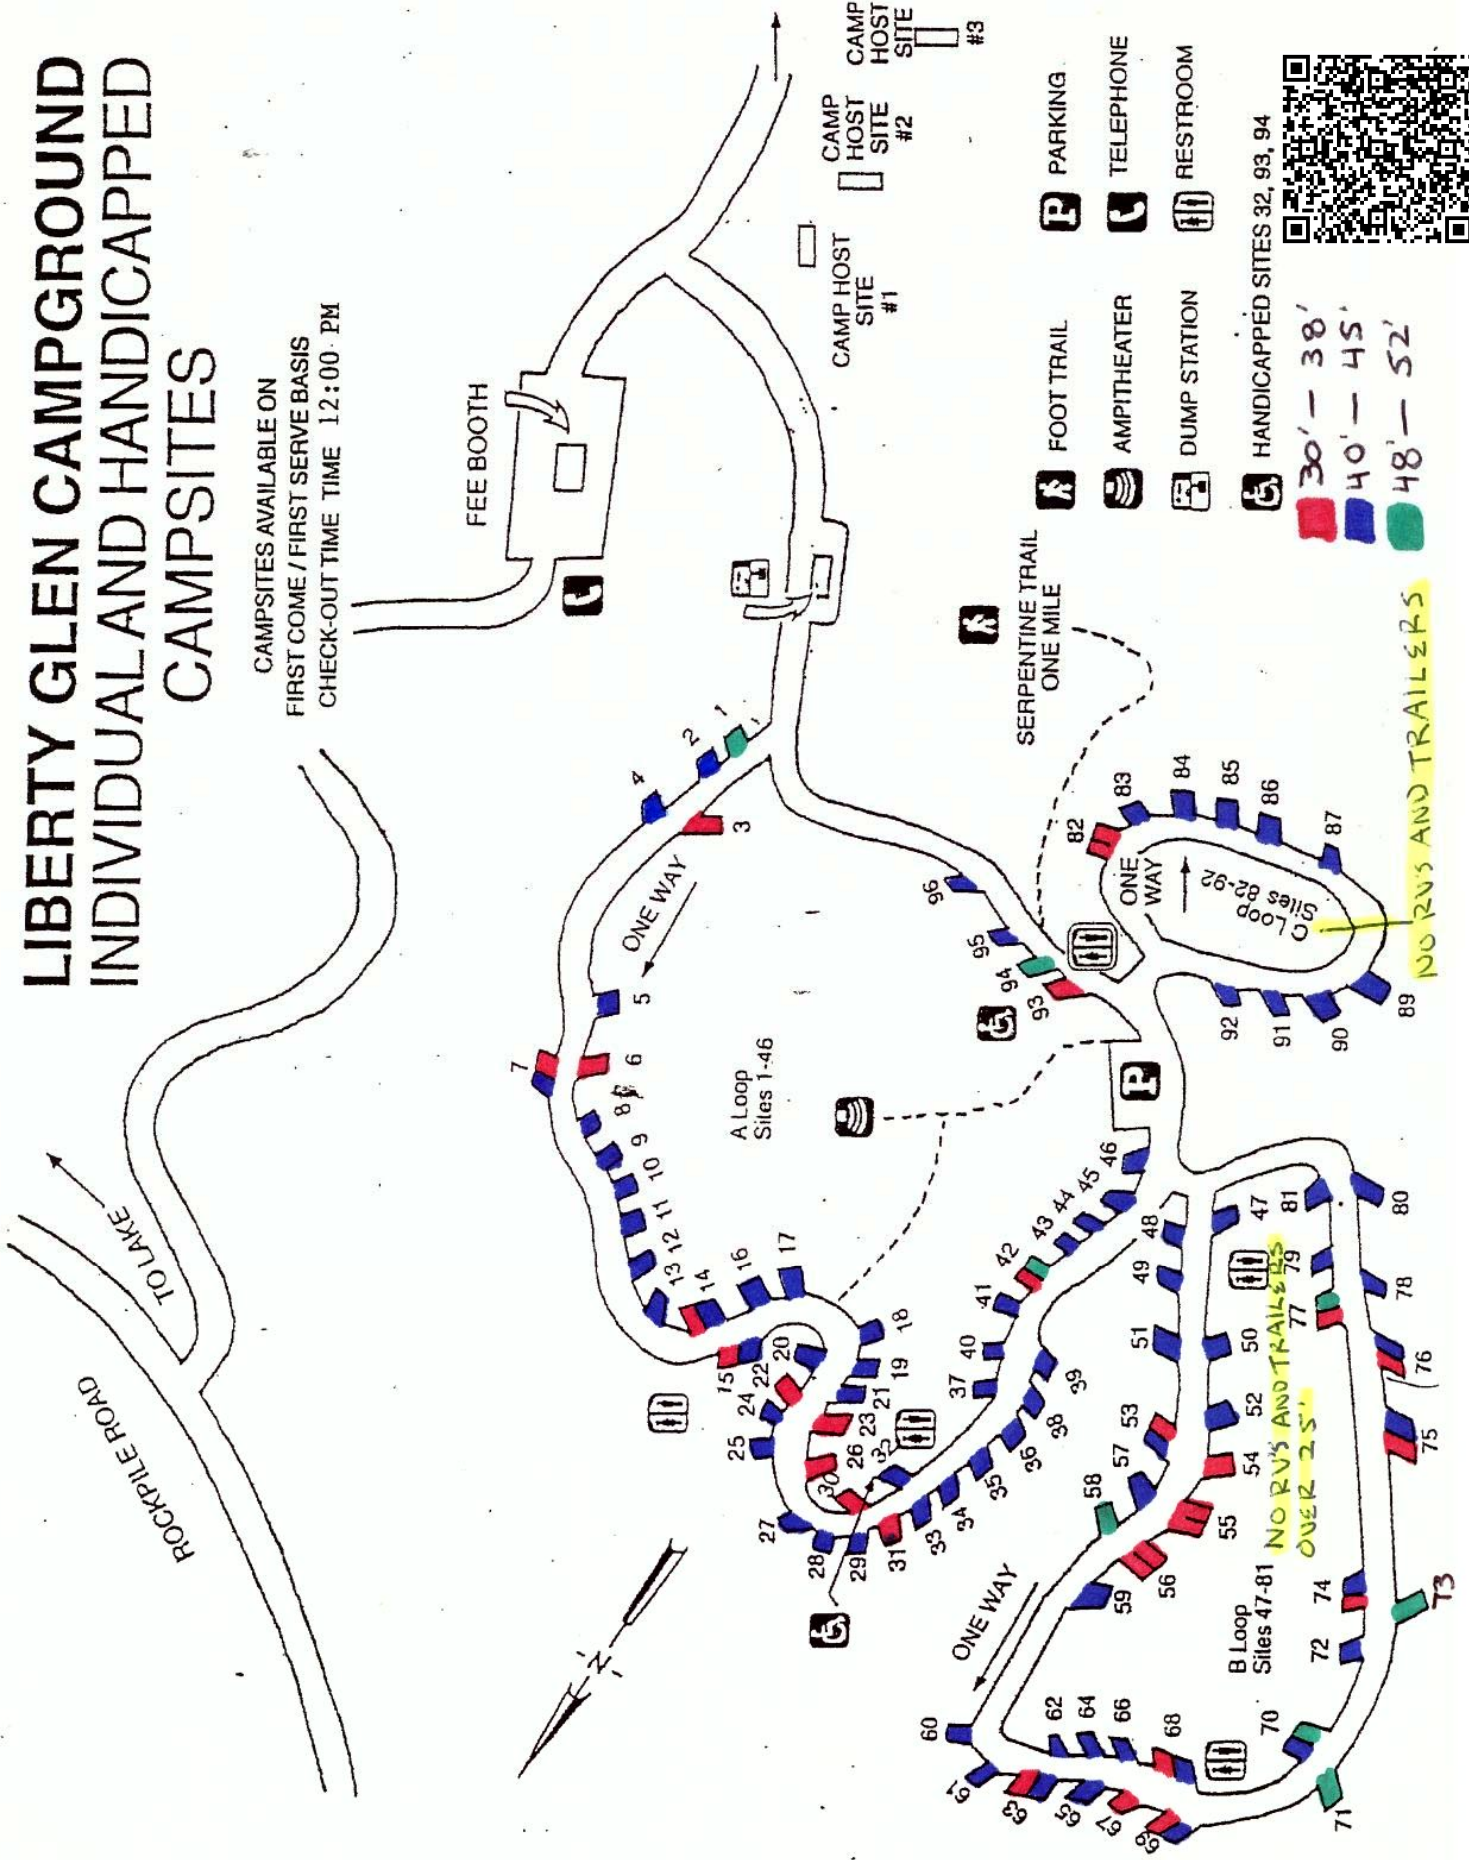 LIBERTY GLEN CAMPGROUND
INDIVIDUAL AND HANDICAPPED
CAMPSITES
CAMPSITES AVAILABLE ON
FIRST COME / FIRST SERVE BASIS
CHECK-OUT TIME TIME 12:00 PM
ROCKPILE ROAD
TO LAKE
FEE BOOTH
CAMP HOST
SITE
#1
CAMP
HOST
SITE
#2
CAMP
HOST
SITE
#3
1
2
4
3
ONE WAY
5
7
6
8
9
10
11
12
13
14
16
17
15
A Loop
Sites 1-46
18
19
20
21
22
23
24
25
26
27
28
29
30
31
33
34
35
36
38
39
37
40
41
42
43
44
45
46
N
96
95
94
93
P
SERPENTINE TRAIL
ONE MILE
82
83
84
85
86
87
ONE
WAY
C Loop
Sites 82-92
89
90
91
92
NO RVS AND TRAILERS
48
47
49
51
50
53
52
57
54
58
55
56
59
ONE WAY
60
61
62
63
64
65
66
67
68
69
70
71
72
73
74
75
76
77
78
79
80
81
B Loop
Sites 47-81
NO RVS AND TRAILERS
OVER 25'
FOOT TRAIL
P PARKING
AMPITHEATER
TELEPHONE
DUMP STATION
RESTROOM
HANDICAPPED SITES 32, 93, 94
30' — 38'
40' — 45'
48' — 52'